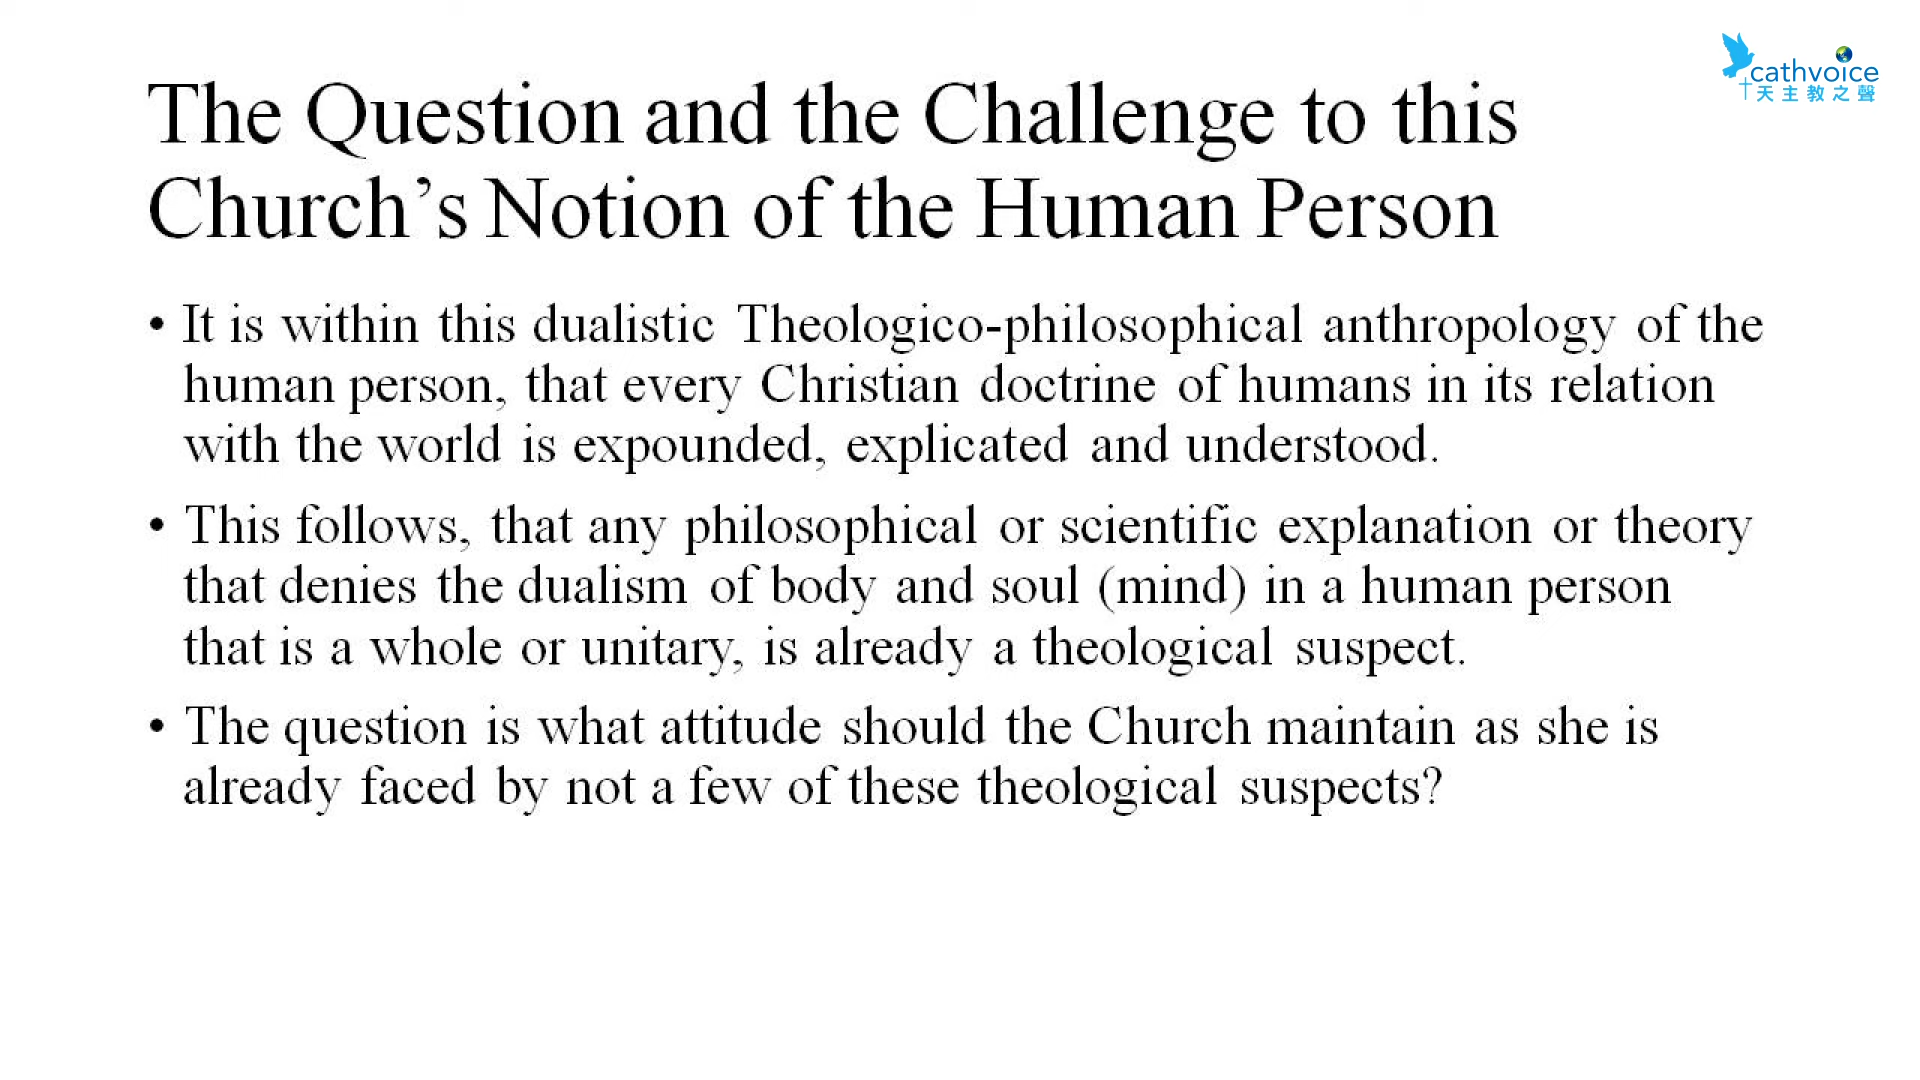 cathvoice
天主教之聲
The Question and the Challenge to this
Church’s Notion of the Human Person
• It is within this dualistic Theologico-philosophical anthropology of the
human person, that every Christian doctrine of humans in its relation
with the world is expounded, explicated and understood.
• This follows, that any philosophical or scientific explanation or theory
that denies the dualism of body and soul (mind) in a human person
that is a whole or unitary, is already a theological suspect.
• The question is what attitude should the Church maintain as she is
already faced by not a few of these theological suspects?